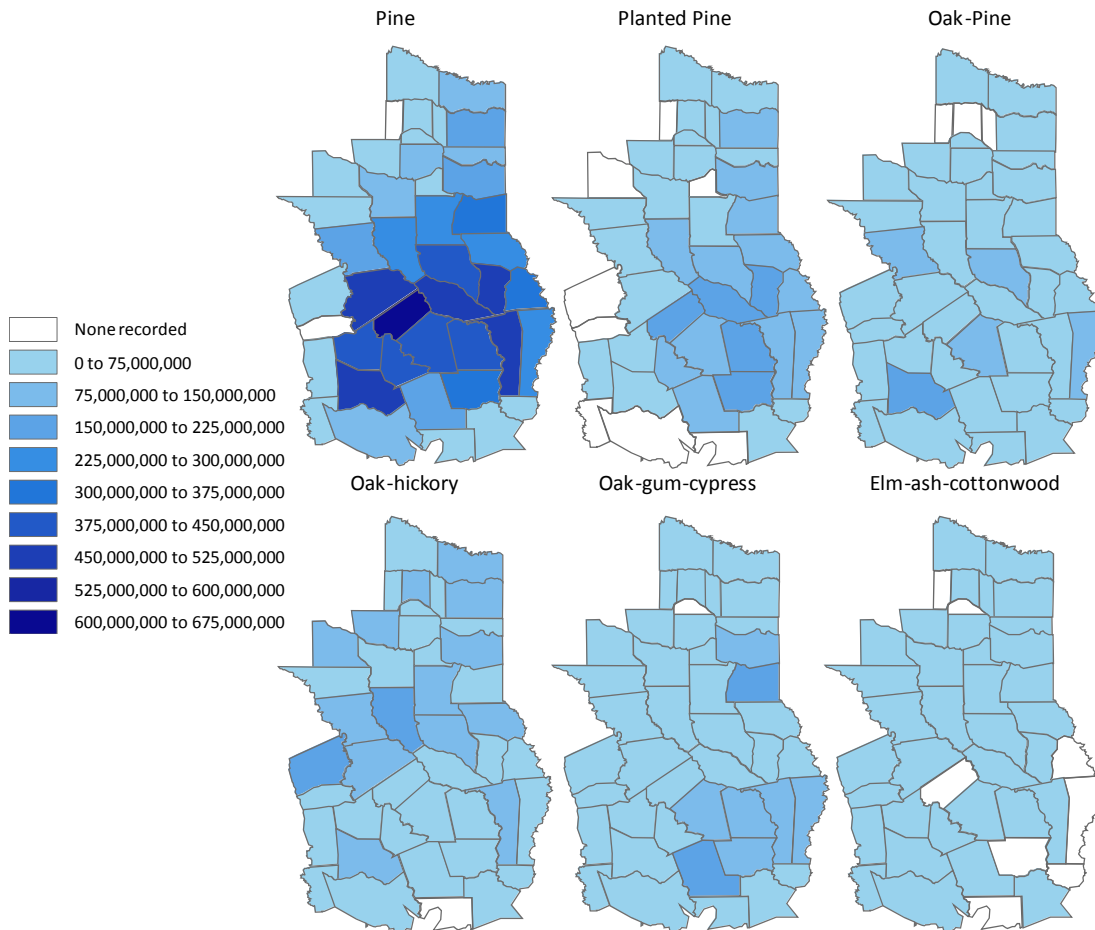 Pine
Planted Pine
Oak-Pine
None recorded
0 to 75,000,000
75,000,000 to 150,000,000
150,000,000 to 225,000,000
225,000,000 to 300,000,000
300,000,000 to 375,000,000
375,000,000 to 450,000,000
450,000,000 to 525,000,000
525,000,000 to 600,000,000
600,000,000 to 675,000,000
Oak-hickory
Oak-gum-cypress
Elm-ash-cottonwood